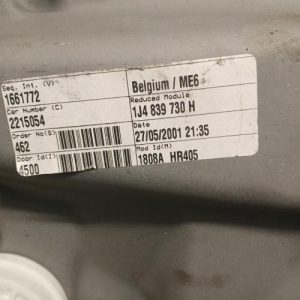 Seq. Int. (V)
1661772
Car Number (C)
2215054
Order No(S)
462
Door Id(I)
4500
Belgium / ME6
Reduced Module
1J4 839 730 H
Date
27/05/2001 21:35
Mod Id(M)
1808A HR405